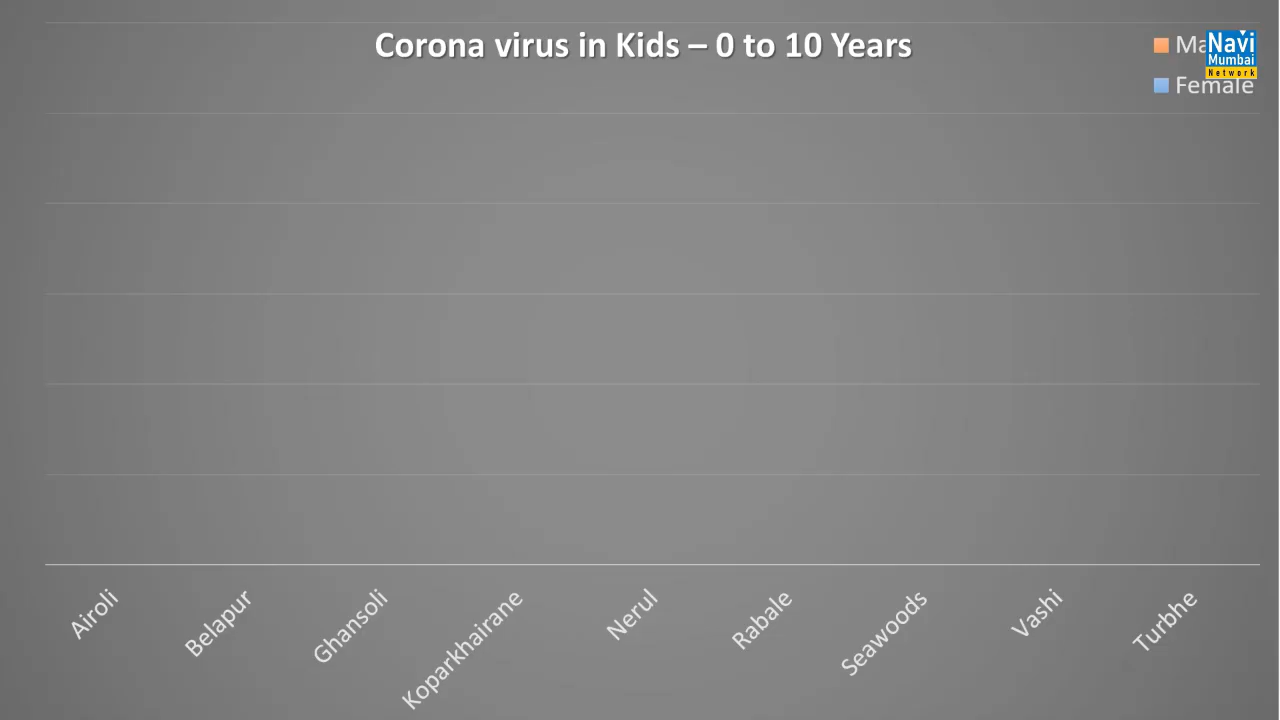 Corona virus in Kids – 0 to 10 Years
Navi
Mumbai
Network
Female
Airoli
Belapur
Ghansoli
Koparkhairane
Nerul
Rabale
Seawoods
Vashi
Turbhe